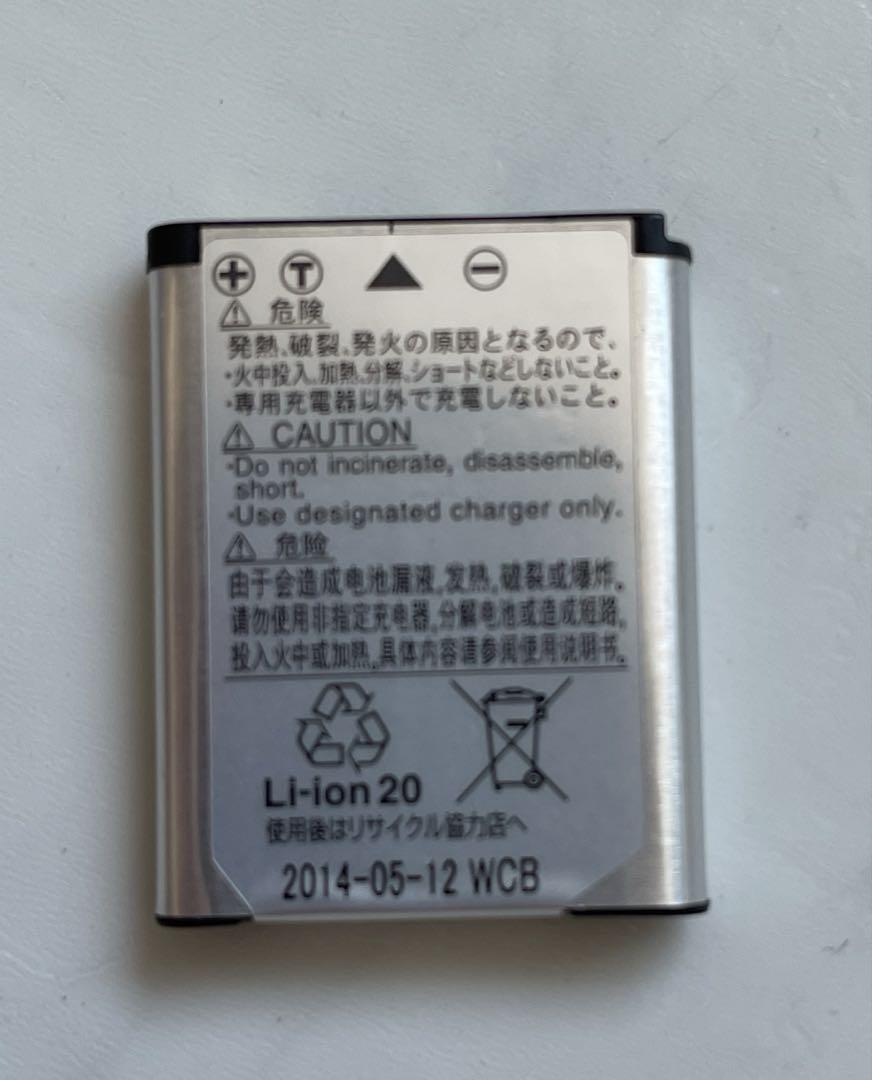 + T ▲ −
⚠ 危険
発熱、破裂、発火の原因となるので、
・火中投入、加熱、分解、ショートなどしないこと。
・専用充電器以外で充電しないこと。
⚠ CAUTION
・Do not incinerate, disassemble,
short.
・Use designated charger only.
⚠ 危险
由于会造成电池漏液,发热,破裂或爆炸。
请勿使用非指定充电器,分解电池或造成短路,
投入火中或加熱,具体内容请参阅使用说明书。
Li-ion 20
使用後はリサイクル協力店へ
2014-05-12 WCB